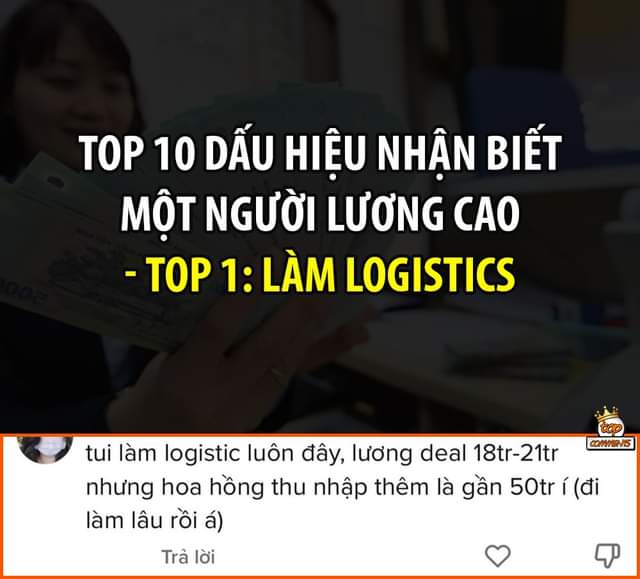 TOP 10 DẤU HIỆU NHẬN BIẾT
MỘT NGƯỜI LƯƠNG CAO
- TOP 1: LÀM LOGISTICS
top
COMMENTS
tui làm logistic luôn đây, lương deal 18tr-21tr
nhưng hoa hồng thu nhập thêm là gần 50tr í (đi
làm lâu rồi á)
Trả lời